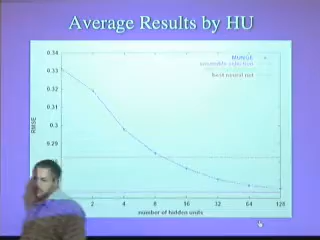 Average Results by HU
0.34
MUNGE
0.33
best neural net
0.32
0.31
0.3
RMSE
0.29
2 4 8 16 32 64 128
number of hidden units